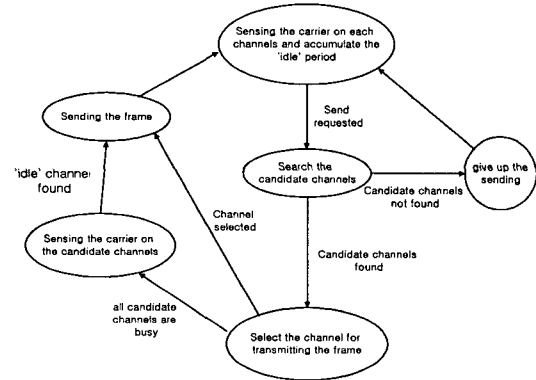 Sensing the carrier on each
channels and accumulate the
'idle' period
Send
requested
Sending the frame
Search the
candidate channels
give up the
sending
Candidate channels
not found
'idle' channel
found
Channel
selected
Sensing the carrier on
the candidate channels
Candidate channels
found
all candidate
channels are
busy
Select the channel for
transmitting the frame